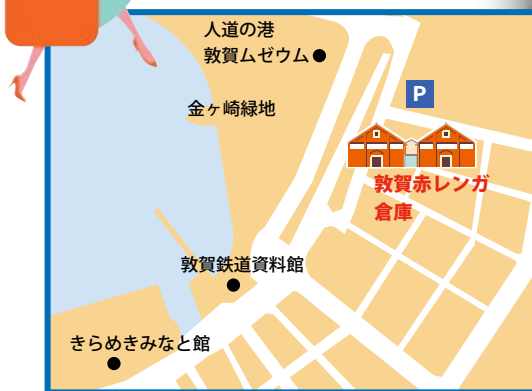 人道の港
敦賀ムゼウム
金ヶ崎緑地
P
敦賀赤レンガ
倉庫
敦賀鉄道資料館
きらめきみなと館